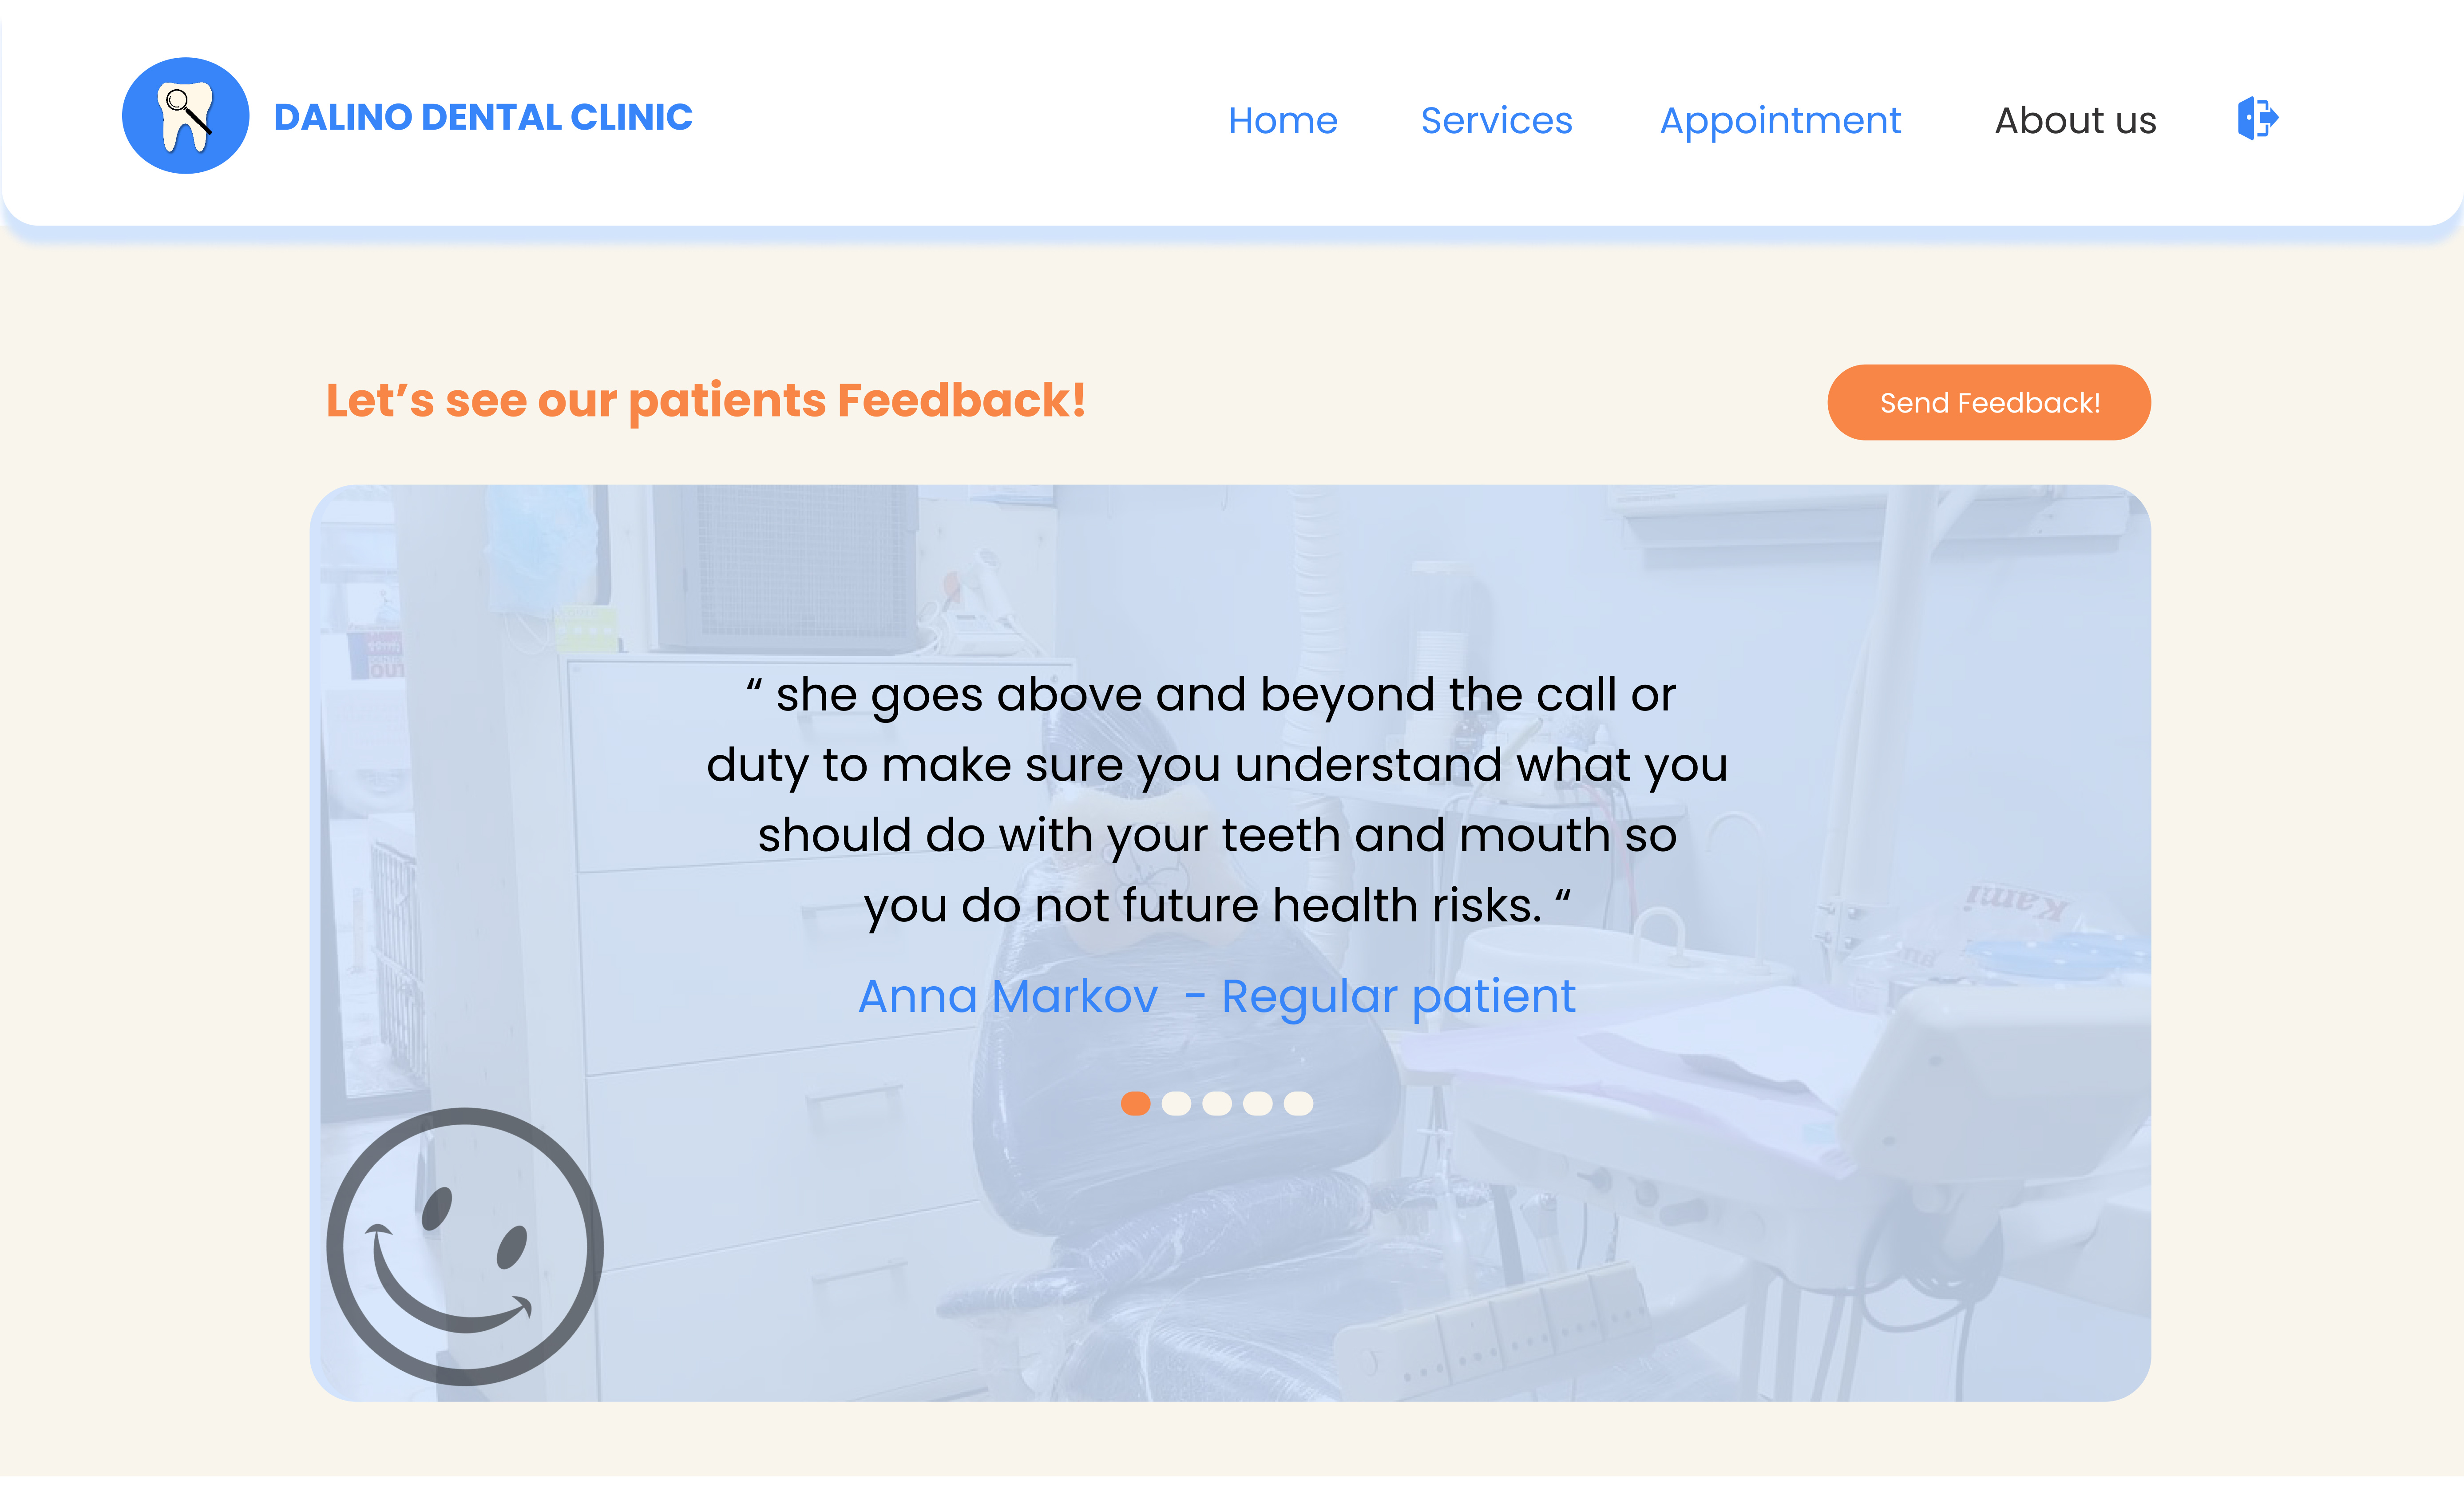 DALINO DENTAL CLINIC
Home Services Appointment About us
Let’s see our patients Feedback!
Send Feedback!
“ she goes above and beyond the call or
duty to make sure you understand what you
should do with your teeth and mouth so
you do not future health risks. “
Kami
Anna Markov - Regular patient